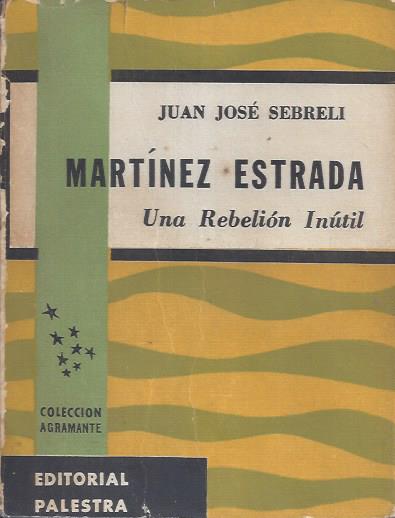 JUAN JOSÉ SEBRELI
MARTÍNEZ ESTRADA
Una Rebelión Inútil
COLECCION
AGRAMANTE
EDITORIAL
PALESTRA